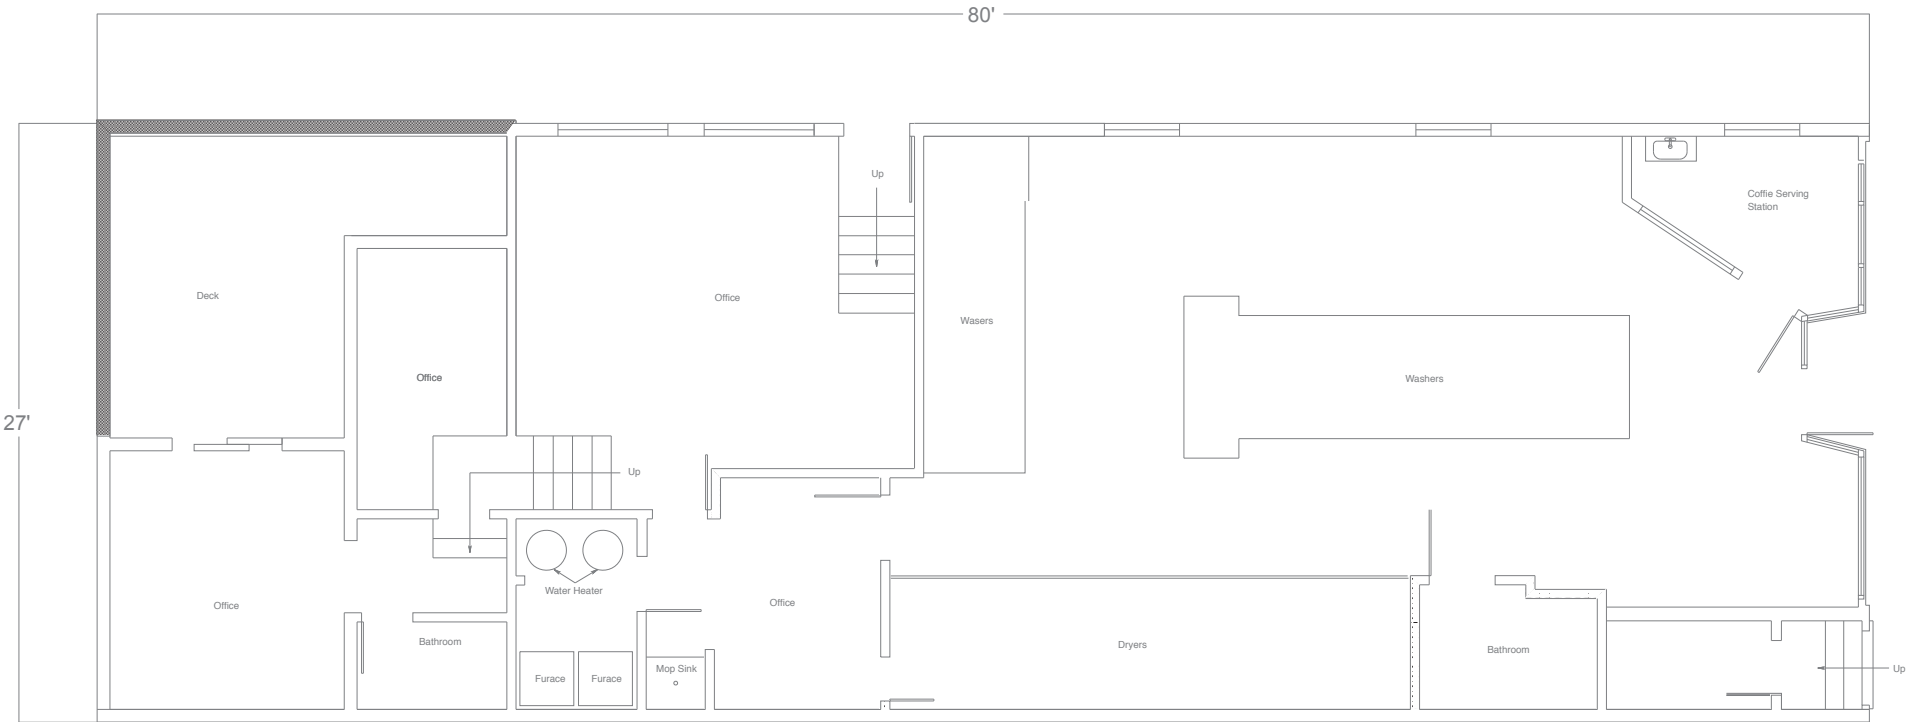 80'
Up
Coffie Serving
Station
Deck
Office
Wasers
Office
Washers
27'
Up
Water Heater
Office
Office
Bathroom
Dryers
Bathroom
Mop Sink
Furace
Furace
Up